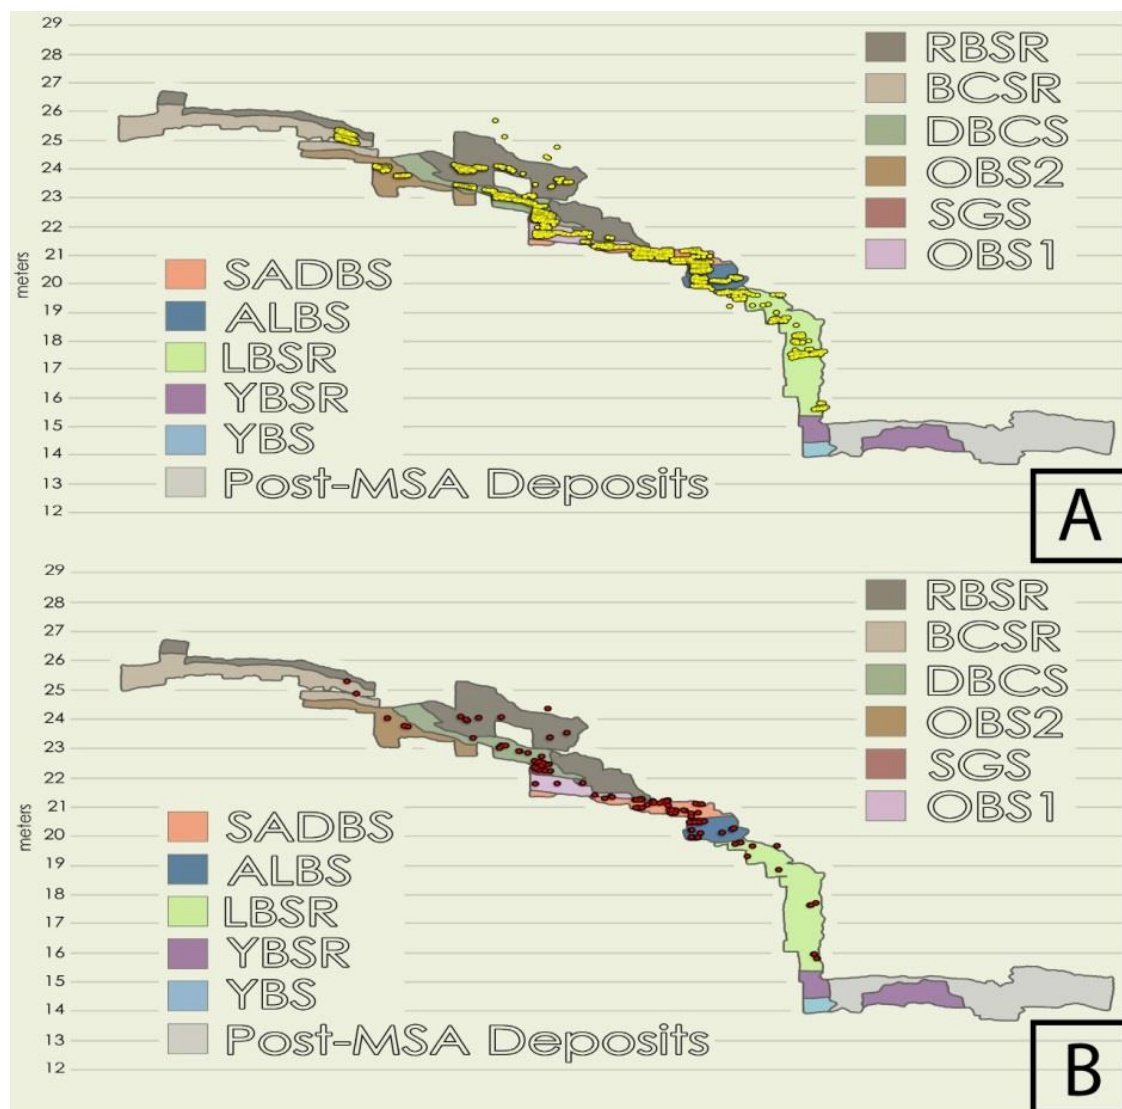 29
28
27
26
25
24
23
22
21
20
19
18
17
16
15
14
13
12
meters
RBSR
BCSR
DBCS
OBS2
SGS
OBS1
SADBS
ALBS
LBSR
YBSR
YBS
Post-MSA Deposits
A
29
28
27
26
25
24
23
22
21
20
19
18
17
16
15
14
13
12
meters
RBSR
BCSR
DBCS
OBS2
SGS
OBS1
SADBS
ALBS
LBSR
YBSR
YBS
Post-MSA Deposits
B